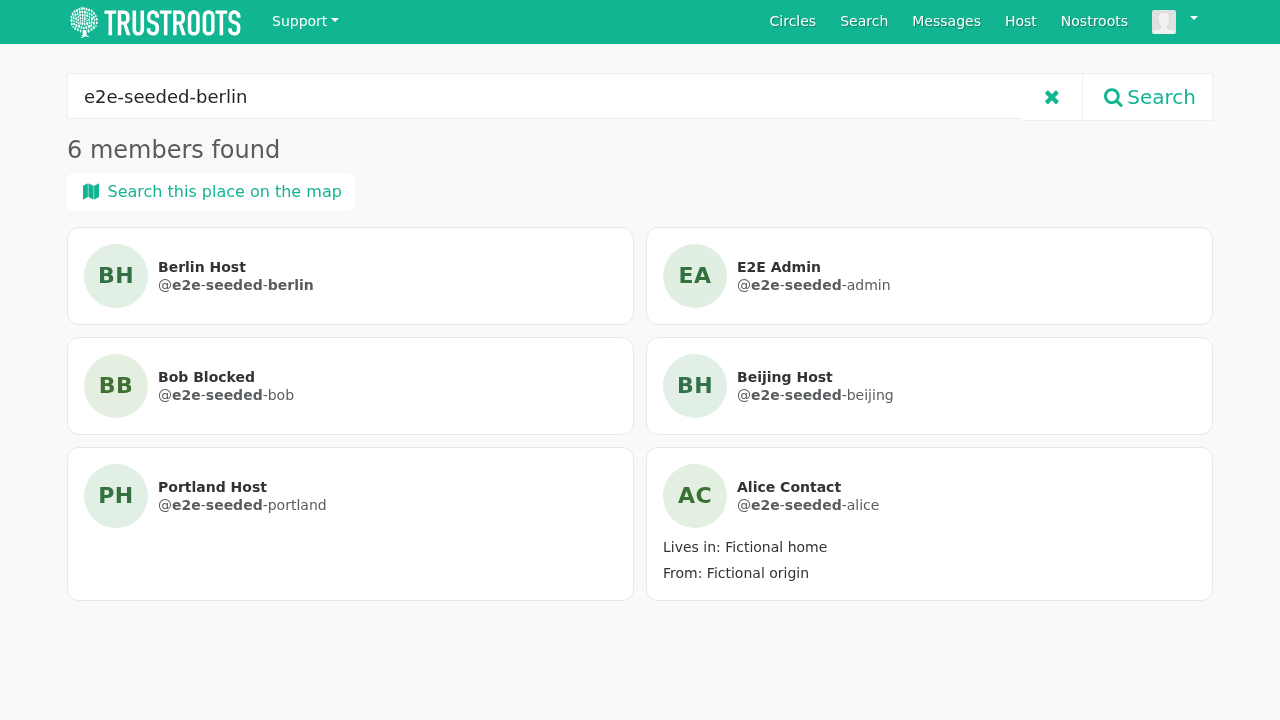 TRUSTROOTS Support Circles Search Messages Host Nostroots
e2e-seeded-berlin Search
6 members found
Search this place on the map
BH Berlin Host
@e2e-seeded-berlin
EA E2E Admin
@e2e-seeded-admin
BB Bob Blocked
@e2e-seeded-bob
BH Beijing Host
@e2e-seeded-beijing
PH Portland Host
@e2e-seeded-portland
AC Alice Contact
@e2e-seeded-alice
Lives in: Fictional home
From: Fictional origin